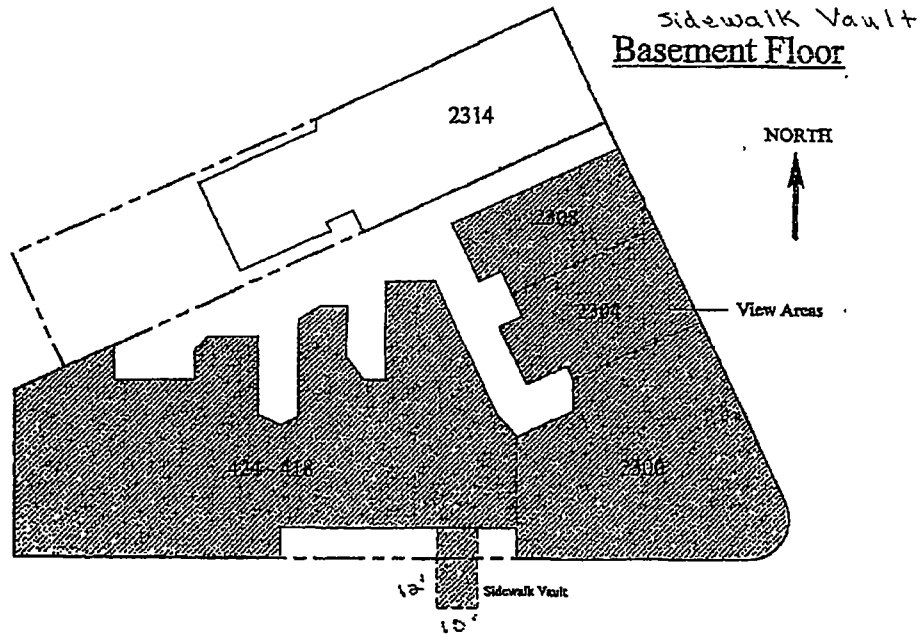 Sidewalk Vault
Basement Floor
2314
NORTH
2308
2304
View Areas
424-418
2300
12'
Sidewalk Vault
10'